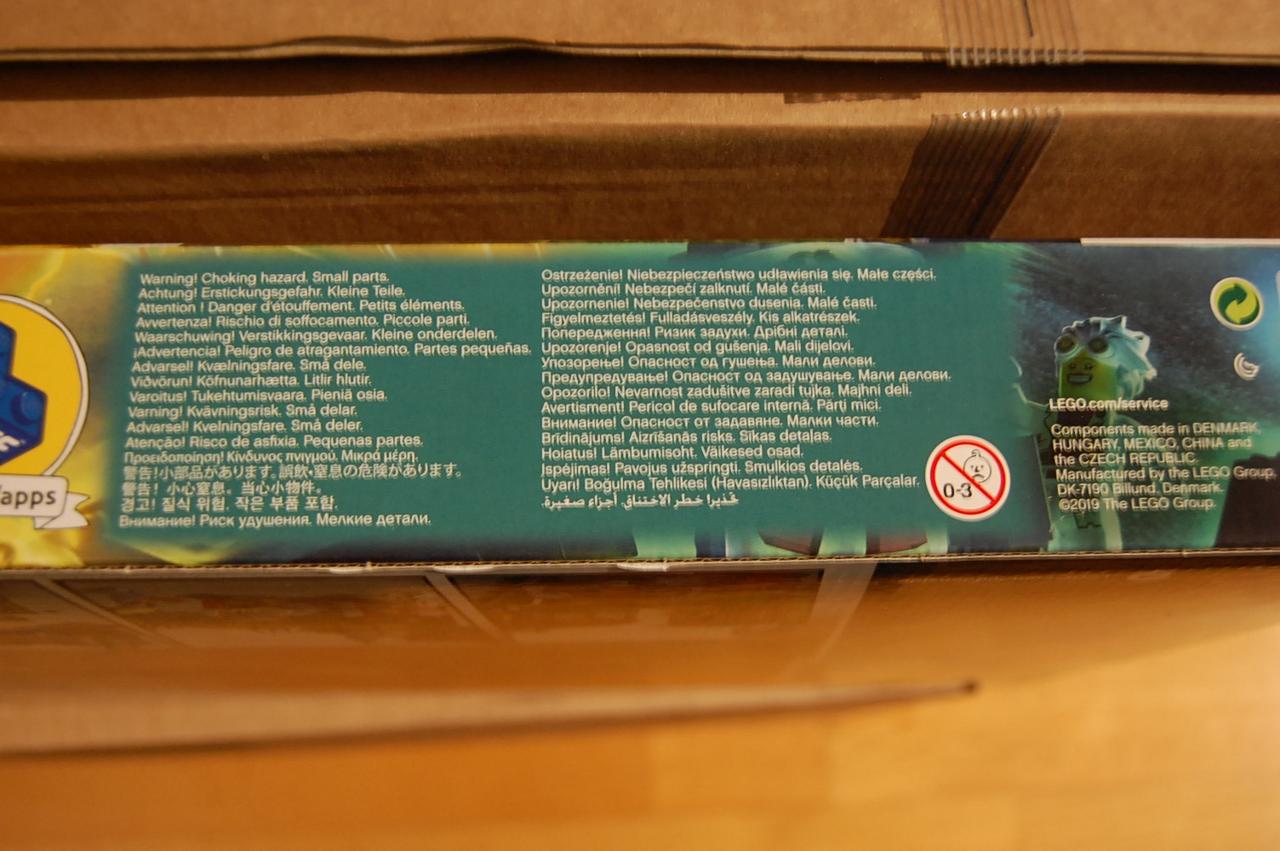 Warning! Choking hazard. Small parts.
Achtung! Erstickungsgefahr. Kleine Teile.
Attention ! Danger d'étouffement. Petits éléments.
Avvertenza! Rischio di soffocamento. Piccole parti.
Waarschuwing! Verstikkingsgevaar. Kleine onderdelen.
¡Advertencia! Peligro de atragantamiento. Partes pequeñas.
Advarsel! Kvælningsfare. Små dele.
Viðvörun! Köfnunarhætta. Litlir hlutir.
Varoitus! Tukehtumisvaara. Pieniä osia.
Varning! Kvävningsrisk. Små delar.
Advarsel! Kvelningsfare. Små deler.
Atenção! Risco de asfixia. Pequenas partes.
Προειδοποίηση! Κίνδυνος πνιγμού. Μικρά μέρη.
警告!小部品があります。誤飲・窒息の危険があります。
警告! 小心窒息。当心小物件。
경고! 질식 위험. 작은 부품 포함.
Внимание! Риск удушения. Мелкие детали.
Ostrzeżenie! Niebezpieczeństwo udławienia się. Małe części.
Upozornění! Nebezpečí zalknutí. Malé části.
Upozornenie! Nebezpečenstvo dusenia. Malé časti.
Figyelmeztetés! Fulladásveszély. Kis alkatrészek.
Попередження! Ризик задухи. Дрібні деталі.
Upozorenje! Opasnost od gušenja. Mali dijelovi.
Упозорење! Опасност од гушења. Мали делови.
Предупредување! Опасност од задушување. Мали делови.
Opozorilo! Nevarnost zadušitve zaradi tujka. Majhni deli.
Avertisment! Pericol de sufocare internă. Părţi mici.
Внимание! Опасност от задавяне. Малки части.
Brīdinājums! Aizrīšanās risks. Sīkas detaļas.
Hoiatus! Lämbumisoht. Väikesed osad.
Įspėjimas! Pavojus užspringti. Smulkios detalės.
Uyarı! Boğulma Tehlikesi (Havasızlıktan). Küçük Parçalar.
تحذير! خطر الاختناق. أجزاء صغيرة.
0-3
LEGO.com/service
Components made in DENMARK,
HUNGARY, MEXICO, CHINA and
the CZECH REPUBLIC.
Manufactured by the LEGO Group,
DK-7190 Billund, Denmark.
©2019 The LEGO Group.
/apps